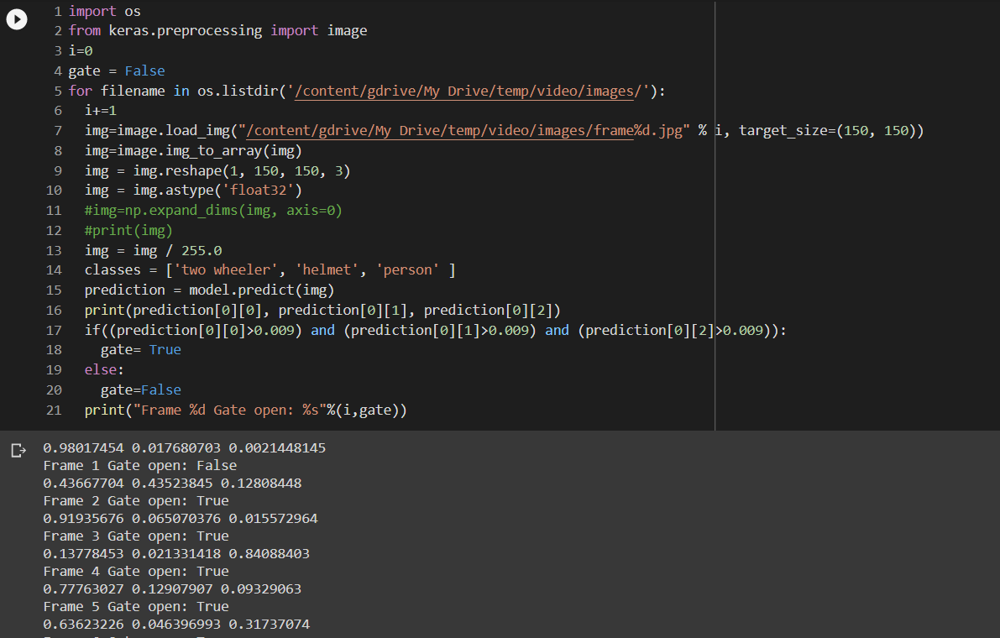 1 import os
2 from keras.preprocessing import image
3 i=0
4 gate = False
5 for filename in os.listdir('/content/gdrive/My Drive/temp/video/images/'):
6   i+=1
7   img=image.load_img("/content/gdrive/My Drive/temp/video/images/frame%d.jpg" % i, target_size=(150, 150))
8   img=image.img_to_array(img)
9   img = img.reshape(1, 150, 150, 3)
10   img = img.astype('float32')
11   #img=np.expand_dims(img, axis=0)
12   #print(img)
13   img = img / 255.0
14   classes = ['two wheeler', 'helmet', 'person' ]
15   prediction = model.predict(img)
16   print(prediction[0][0], prediction[0][1], prediction[0][2])
17   if((prediction[0][0]>0.009) and (prediction[0][1]>0.009) and (prediction[0][2]>0.009)):
18     gate= True
19   else:
20     gate=False
21   print("Frame %d Gate open: %s"%(i,gate))
0.98017454 0.017680703 0.0021448145
Frame 1 Gate open: False
0.43667704 0.43523845 0.12808448
Frame 2 Gate open: True
0.91935676 0.065070376 0.015572964
Frame 3 Gate open: True
0.13778453 0.021331418 0.84088403
Frame 4 Gate open: True
0.77763027 0.12907907 0.09329063
Frame 5 Gate open: True
0.63623226 0.046396993 0.31737074